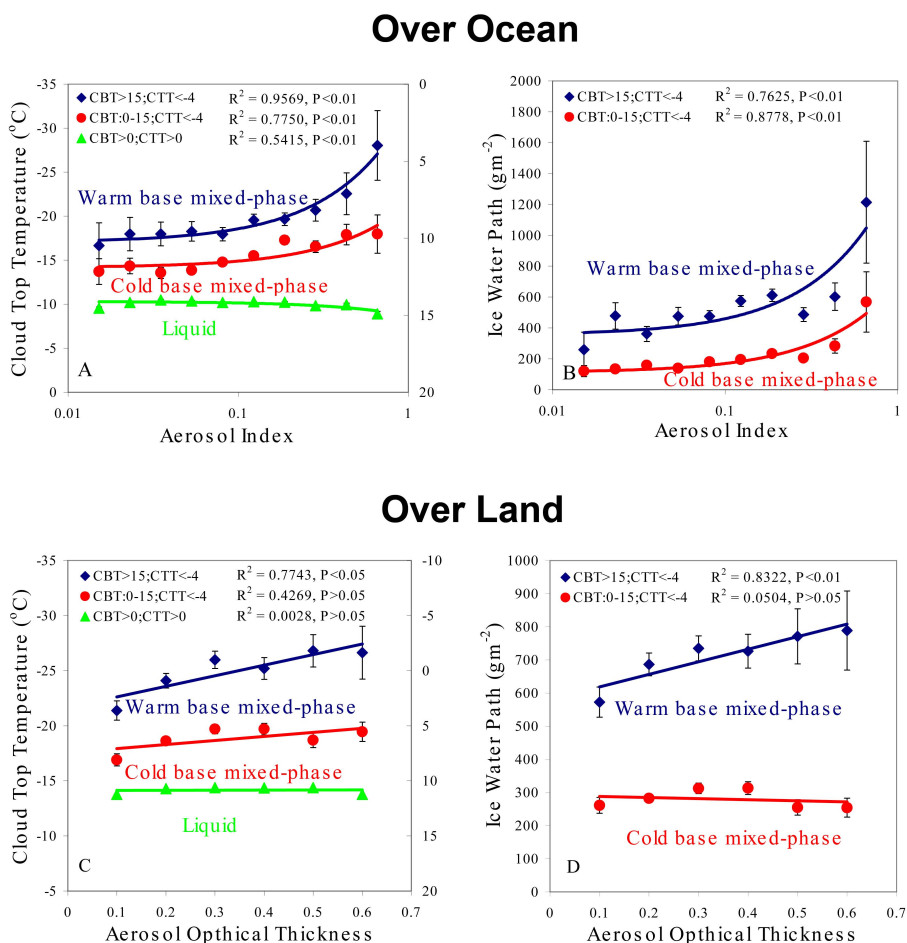 Over Ocean
CBT>15;CTT<-4 R² = 0.9569, P<0.01
CBT:0-15;CTT<-4 R² = 0.7750, P<0.01
CBT>0;CTT>0 R² = 0.5415, P<0.01
Warm base mixed-phase
Cold base mixed-phase
Liquid
A
Cloud Top Temperature (°C)
-35
-30
-25
-20
-15
-10
-5
0
0
5
10
15
20
0.01 0.1 1
Aerosol Index
CBT>15;CTT<-4 R² = 0.7625, P<0.01
CBT:0-15;CTT<-4 R² = 0.8778, P<0.01
Warm base mixed-phase
Cold base mixed-phase
B
Ice Water Path (gm⁻²)
2000
1800
1600
1400
1200
1000
800
600
400
200
0
0.01 0.1 1
Aerosol Index
Over Land
CBT>15;CTT<-4 R² = 0.7743, P<0.05
CBT:0-15;CTT<-4 R² = 0.4269, P>0.05
CBT>0;CTT>0 R² = 0.0028, P>0.05
Warm base mixed-phase
Cold base mixed-phase
Liquid
C
Cloud Top Temperature (°C)
-35
-30
-25
-20
-15
-10
-5
-10
-5
0
5
10
15
20
0 0.1 0.2 0.3 0.4 0.5 0.6 0.7
Aerosol Opthical Thickness
CBT>15;CTT<-4 R² = 0.8322, P<0.01
CBT:0-15;CTT<-4 R² = 0.0504, P>0.05
Warm base mixed-phase
Cold base mixed-phase
D
Ice Water Path (gm⁻²)
1000
900
800
700
600
500
400
300
200
100
0
0 0.1 0.2 0.3 0.4 0.5 0.6 0.7
Aerosol Opthical Thickness